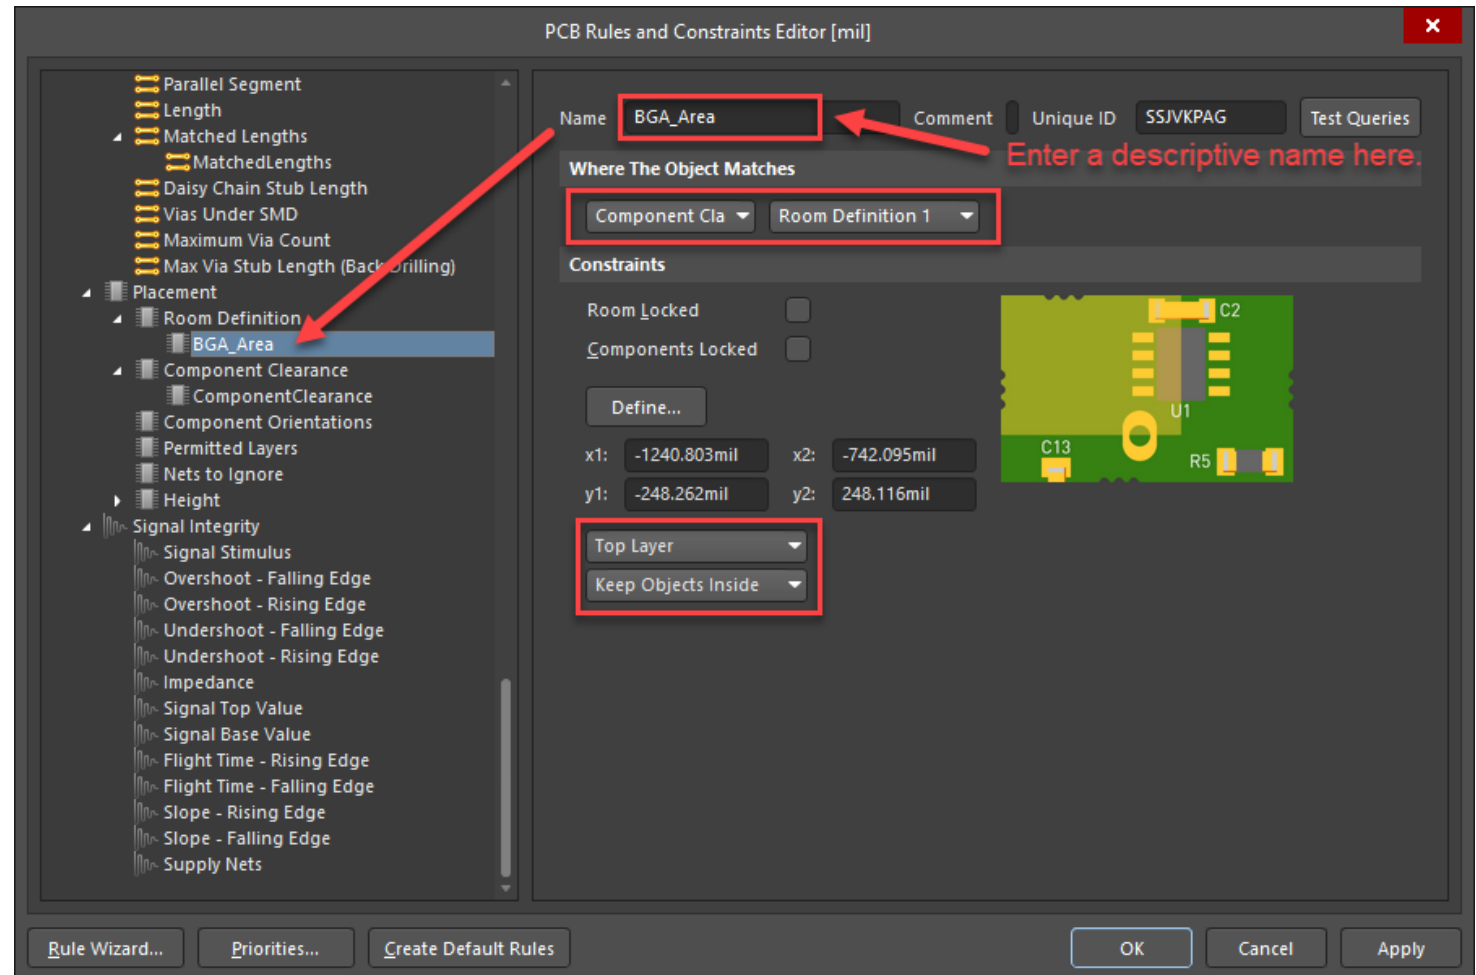 PCB Rules and Constraints Editor [mil]
Parallel Segment
Length
Matched Lengths
MatchedLengths
Daisy Chain Stub Length
Vias Under SMD
Maximum Via Count
Max Via Stub Length (Back Drilling)
Placement
Room Definition
BGA_Area
Component Clearance
ComponentClearance
Component Orientations
Permitted Layers
Nets to Ignore
Height
Signal Integrity
Signal Stimulus
Overshoot - Falling Edge
Overshoot - Rising Edge
Undershoot - Falling Edge
Undershoot - Rising Edge
Impedance
Signal Top Value
Signal Base Value
Flight Time - Rising Edge
Flight Time - Falling Edge
Slope - Rising Edge
Slope - Falling Edge
Supply Nets
Name BGA_Area Comment Unique ID SSJVKPAG Test Queries
Enter a descriptive name here.
Where The Object Matches
Component Cla Room Definition 1
Constraints
Room Locked
Components Locked
Define...
x1: -1240.803mil x2: -742.095mil
y1: -248.262mil y2: 248.116mil
Top Layer
Keep Objects Inside
C2
U1
C13
R5
Rule Wizard... Priorities... Create Default Rules OK Cancel Apply